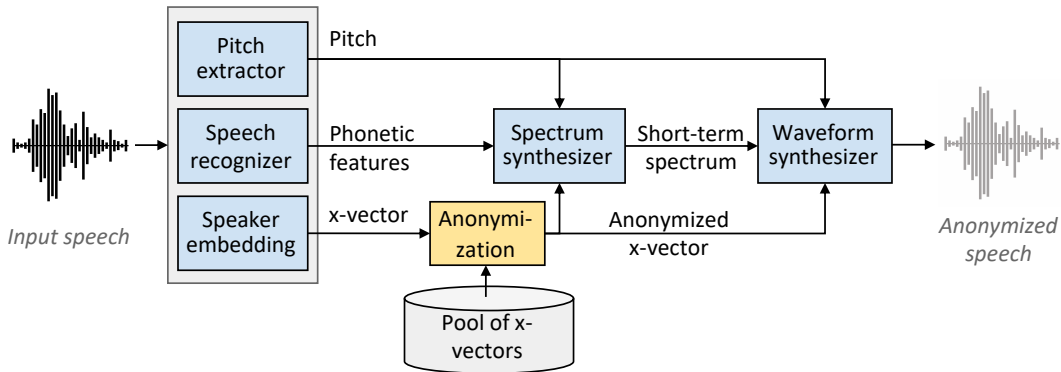 Pitch
extractor
Pitch
Speech
recognizer
Phonetic
features
Spectrum
synthesizer
Short-term
spectrum
Waveform
synthesizer
Input speech
Speaker
embedding
x-vector
Anonymi-
zation
Anonymized
x-vector
Anonymized
speech
Pool of x-
vectors